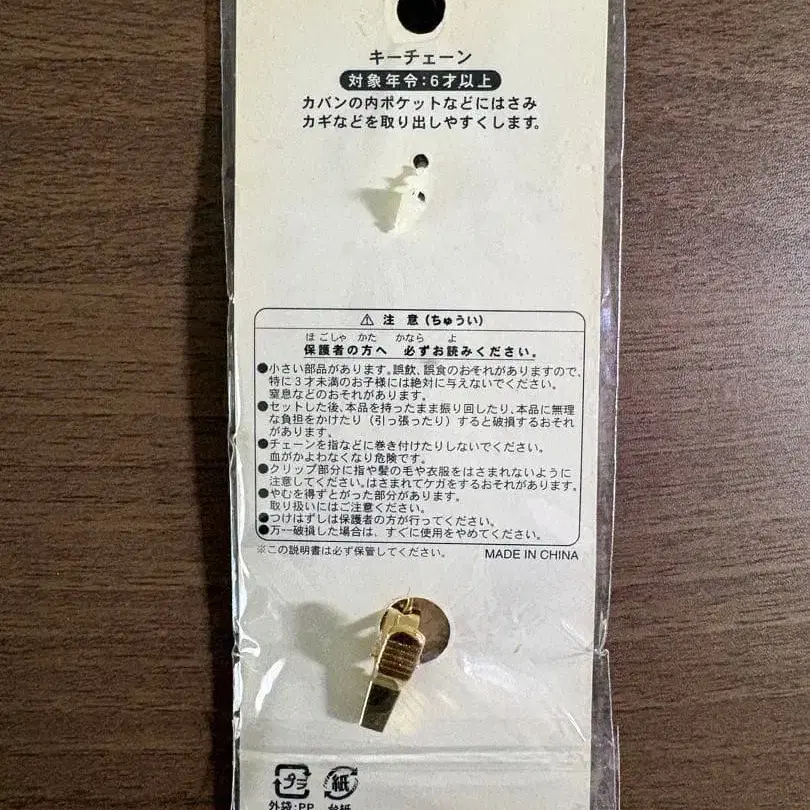 キーチェーン
対象年令:6才以上
カバンの内ポケットなどにはさみ
カギなどを取り出しやすくします。
⚠ 注 意(ちゅうい)
ほごしゃ かた かなら よ
保護者の方へ 必ずお読みください。
●小さい部品があります。誤飲、誤食のおそれがありますので、
特に3才未満のお子様には絶対に与えないでください。
窒息などのおそれがあります。
●セットした後、本品を持ったまま振り回したり、本品に無理
な負担をかけたり(引っ張ったり)すると破損するおそれ
があります。
●チェーンを指などに巻き付けたりしないでください。
血がかよわなくなり危険です。
●クリップ部分に指や髪の毛や衣服をはさまれないように
注意してください。はさまれてケガをするおそれがあります。
●やむを得ずとがった部分があります。
取り扱いにはご注意ください。
●つけはずしは保護者の方が行ってください。
●万一破損した場合は、すぐに使用をやめてください。
※この説明書は必ず保管してください。 MADE IN CHINA
プラ 紙
外袋:PP 台紙